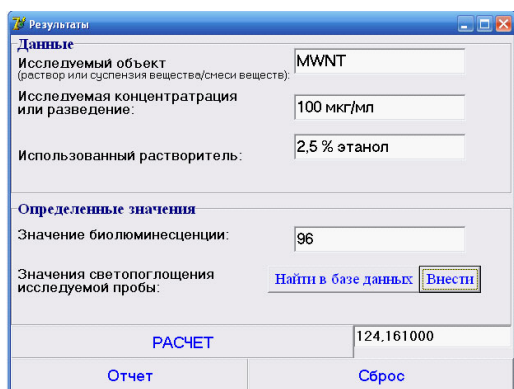 Результаты
Данные
Исследуемый объект
(раствор или суспензия вещества/смеси веществ):
MWNT
Исследуемая концентратрация
или разведение:
100 мкг/мл
Использованный растворитель:
2,5 % этанол
Определенные значения
Значение биолюминесценции:
96
Значения светопоглощения
исследуемой пробы:
Найти в базе данных
Внести
РАСЧЕТ
124,161000
Отчет
Сброс